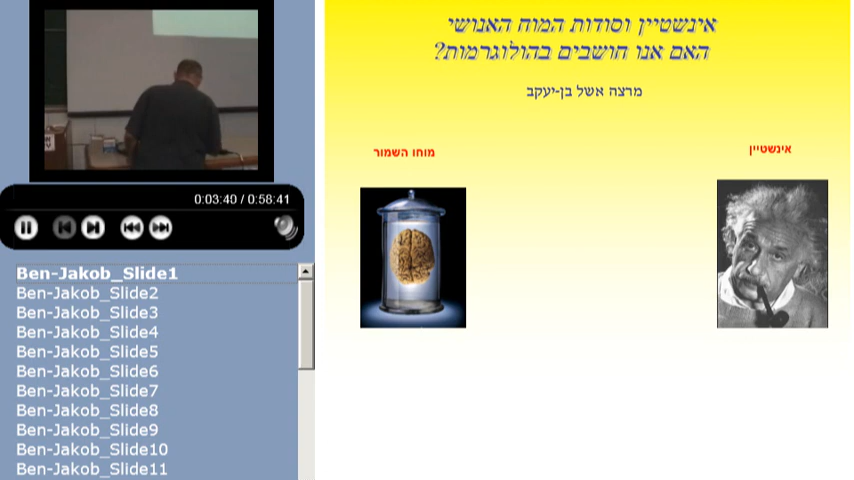 אינשטיין וסודות המוח האנושי
האם אנו חושבים בהולוגרמות?
מרצה אשל בן-יעקב
מוחו השמור
אינשטיין
0:03:40 / 0:58:41
Ben-Jakob_Slide1
Ben-Jakob_Slide2
Ben-Jakob_Slide3
Ben-Jakob_Slide4
Ben-Jakob_Slide5
Ben-Jakob_Slide6
Ben-Jakob_Slide7
Ben-Jakob_Slide8
Ben-Jakob_Slide9
Ben-Jakob_Slide10
Ben-Jakob_Slide11